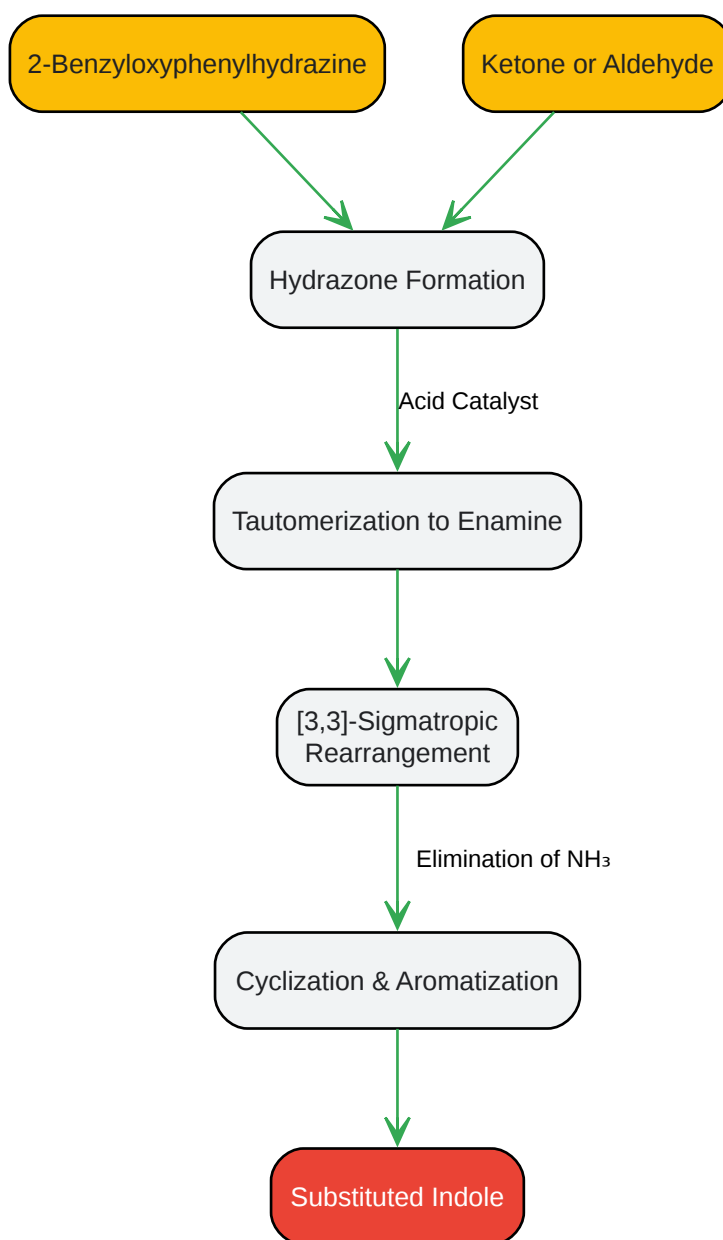 2-Benzyloxyphenylhydrazine
Ketone or Aldehyde
Hydrazone Formation
Acid Catalyst
Tautomerization to Enamine
[3,3]-Sigmatropic
Rearrangement
Elimination of NH₃
Cyclization & Aromatization
Substituted Indole